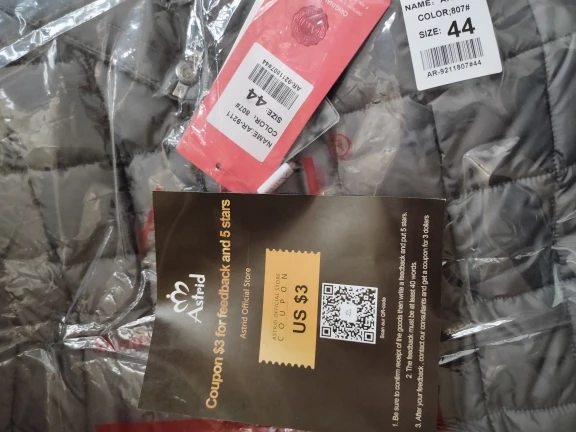 NAME:
COLOR:807#
SIZE: 44
AR-9211807#44
NAME:AR-9211
COLOR: 807#
SIZE: 44
AR-9211807#44
Astrid
Coupon $3 for feedback and 5 stars
Astrid Official Store
ASTRID OFFICIAL STORE
COUPON
US $3
Scan our QR-code
1. Be sure to confirm receipt of the goods then write a feedback and put 5 stars.
2. The feedback must be at least 40 words.
3. After your feedback, contact our consultants and get a coupon for 3 dollars